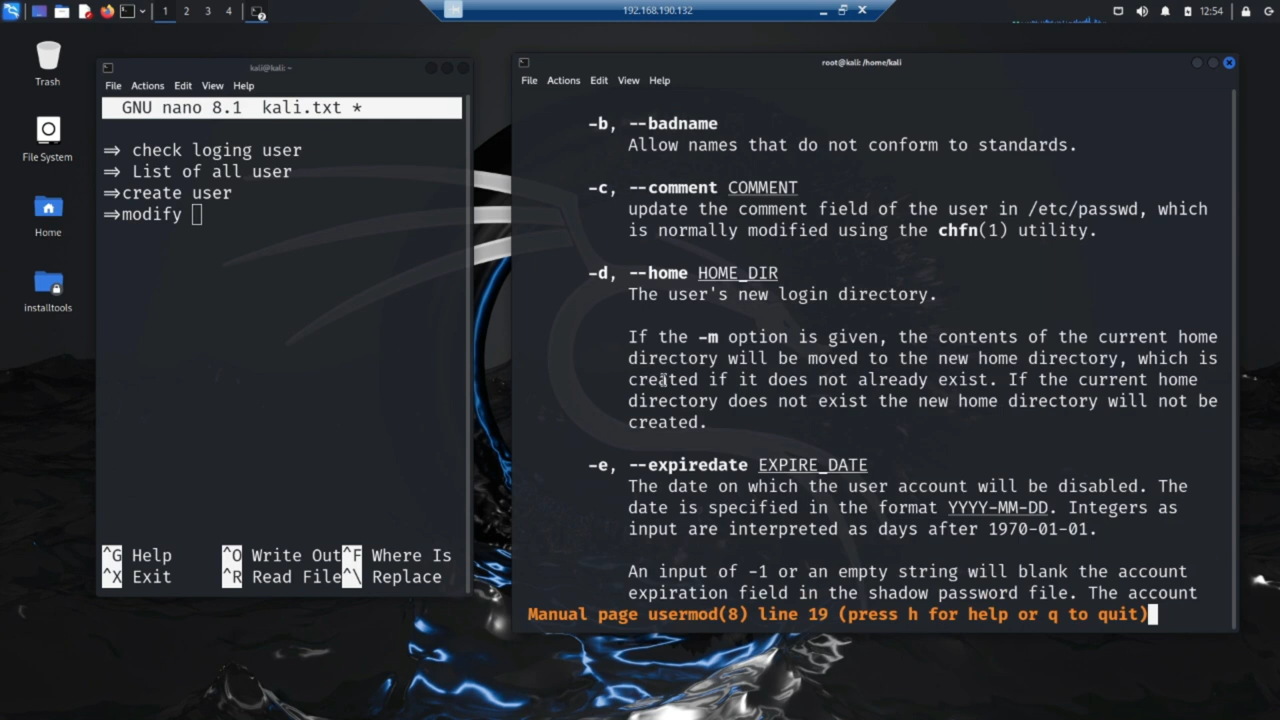 1 2 3 4
192.168.190.132
12:54
Trash
File System
Home
installtools
kali@kali: ~
File Actions Edit View Help
GNU nano 8.1 kali.txt *
⇒ check loging user
⇒ List of all user
⇒create user
⇒modify
^G Help ^O Write Out ^F Where Is
^X Exit ^R Read File ^\ Replace
root@kali: /home/kali
File Actions Edit View Help
-b, --badname
Allow names that do not conform to standards.
-c, --comment COMMENT
update the comment field of the user in /etc/passwd, which
is normally modified using the chfn(1) utility.
-d, --home HOME_DIR
The user's new login directory.
If the -m option is given, the contents of the current home
directory will be moved to the new home directory, which is
created if it does not already exist. If the current home
directory does not exist the new home directory will not be
created.
-e, --expiredate EXPIRE_DATE
The date on which the user account will be disabled. The
date is specified in the format YYYY-MM-DD. Integers as
input are interpreted as days after 1970-01-01.
An input of -1 or an empty string will blank the account
expiration field in the shadow password file. The account
Manual page usermod(8) line 19 (press h for help or q to quit)